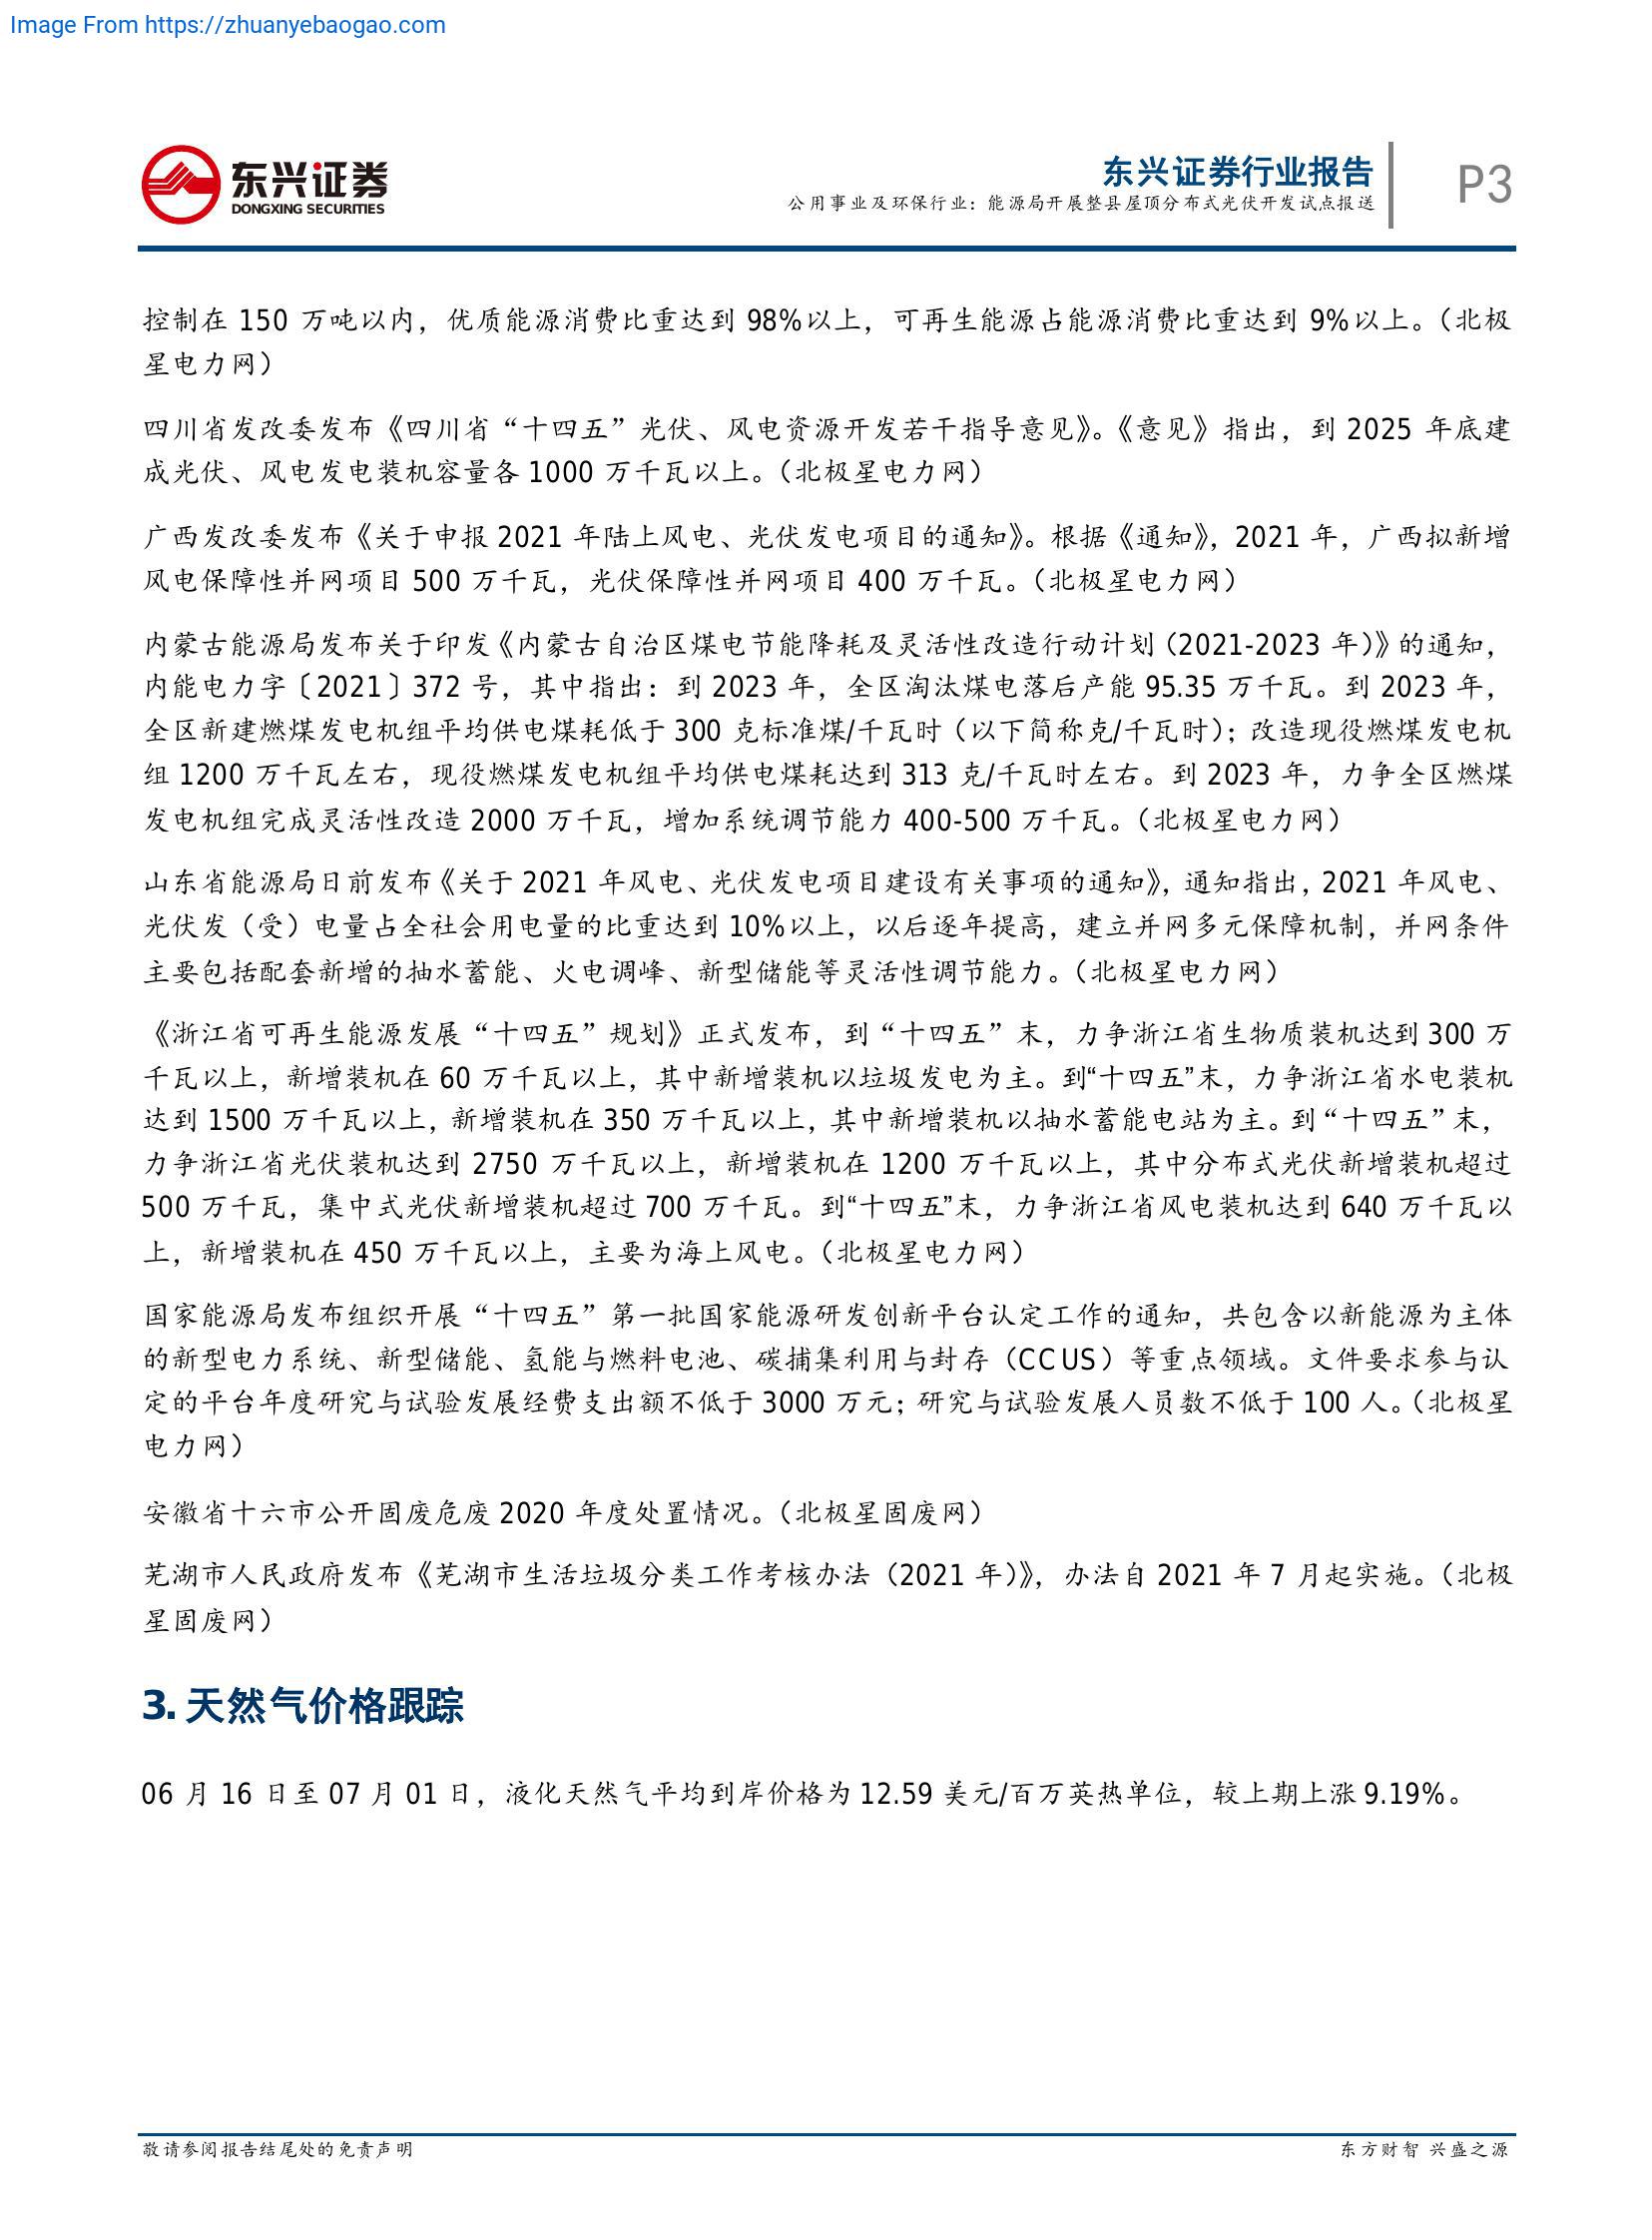 Image From https://zhuanyebaogao.com
东兴证券
DONGXING SECURITIES
东兴证券行业报告
公用事业及环保行业：能源局开展整县屋顶分布式光伏开发试点报送
P3
控制在 150 万吨以内，优质能源消费比重达到 98%以上，可再生能源占能源消费比重达到 9%以上。（北极
星电力网）
四川省发改委发布《四川省“十四五”光伏、风电资源开发若干指导意见》。《意见》指出，到 2025 年底建
成光伏、风电发电装机容量各 1000 万千瓦以上。（北极星电力网）
广西发改委发布《关于申报 2021 年陆上风电、光伏发电项目的通知》。根据《通知》，2021 年，广西拟新增
风电保障性并网项目 500 万千瓦，光伏保障性并网项目 400 万千瓦。（北极星电力网）
内蒙古能源局发布关于印发《内蒙古自治区煤电节能降耗及灵活性改造行动计划（2021-2023 年）》的通知，
内能电力字〔2021〕372 号，其中指出：到 2023 年，全区淘汰煤电落后产能 95.35 万千瓦。到 2023 年，
全区新建燃煤发电机组平均供电煤耗低于 300 克标准煤/千瓦时（以下简称克/千瓦时）；改造现役燃煤发电机
组 1200 万千瓦左右，现役燃煤发电机组平均供电煤耗达到 313 克/千瓦时左右。到 2023 年，力争全区燃煤
发电机组完成灵活性改造 2000 万千瓦，增加系统调节能力 400-500 万千瓦。（北极星电力网）
山东省能源局日前发布《关于 2021 年风电、光伏发电项目建设有关事项的通知》，通知指出，2021 年风电、
光伏发（受）电量占全社会用电量的比重达到 10%以上，以后逐年提高，建立并网多元保障机制，并网条件
主要包括配套新增的抽水蓄能、火电调峰、新型储能等灵活性调节能力。（北极星电力网）
《浙江省可再生能源发展“十四五”规划》正式发布，到“十四五”末，力争浙江省生物质装机达到 300 万
千瓦以上，新增装机在 60 万千瓦以上，其中新增装机以垃圾发电为主。到“十四五”末，力争浙江省水电装机
达到 1500 万千瓦以上，新增装机在 350 万千瓦以上，其中新增装机以抽水蓄能电站为主。到“十四五”末，
力争浙江省光伏装机达到 2750 万千瓦以上，新增装机在 1200 万千瓦以上，其中分布式光伏新增装机超过
500 万千瓦，集中式光伏新增装机超过 700 万千瓦。到“十四五”末，力争浙江省风电装机达到 640 万千瓦以
上，新增装机在 450 万千瓦以上，主要为海上风电。（北极星电力网）
国家能源局发布组织开展“十四五”第一批国家能源研发创新平台认定工作的通知，共包含以新能源为主体
的新型电力系统、新型储能、氢能与燃料电池、碳捕集利用与封存（CCUS）等重点领域。文件要求参与认
定的平台年度研究与试验发展经费支出额不低于 3000 万元；研究与试验发展人员数不低于 100 人。（北极星
电力网）
安徽省十六市公开固废危废 2020 年度处置情况。（北极星固废网）
芜湖市人民政府发布《芜湖市生活垃圾分类工作考核办法（2021 年）》，办法自 2021 年 7 月起实施。（北极
星固废网）
3. 天然气价格跟踪
06 月 16 日至 07 月 01 日，液化天然气平均到岸价格为 12.59 美元/百万英热单位，较上期上涨 9.19%。
敬请参阅报告结尾处的免责声明
东方财智 兴盛之源